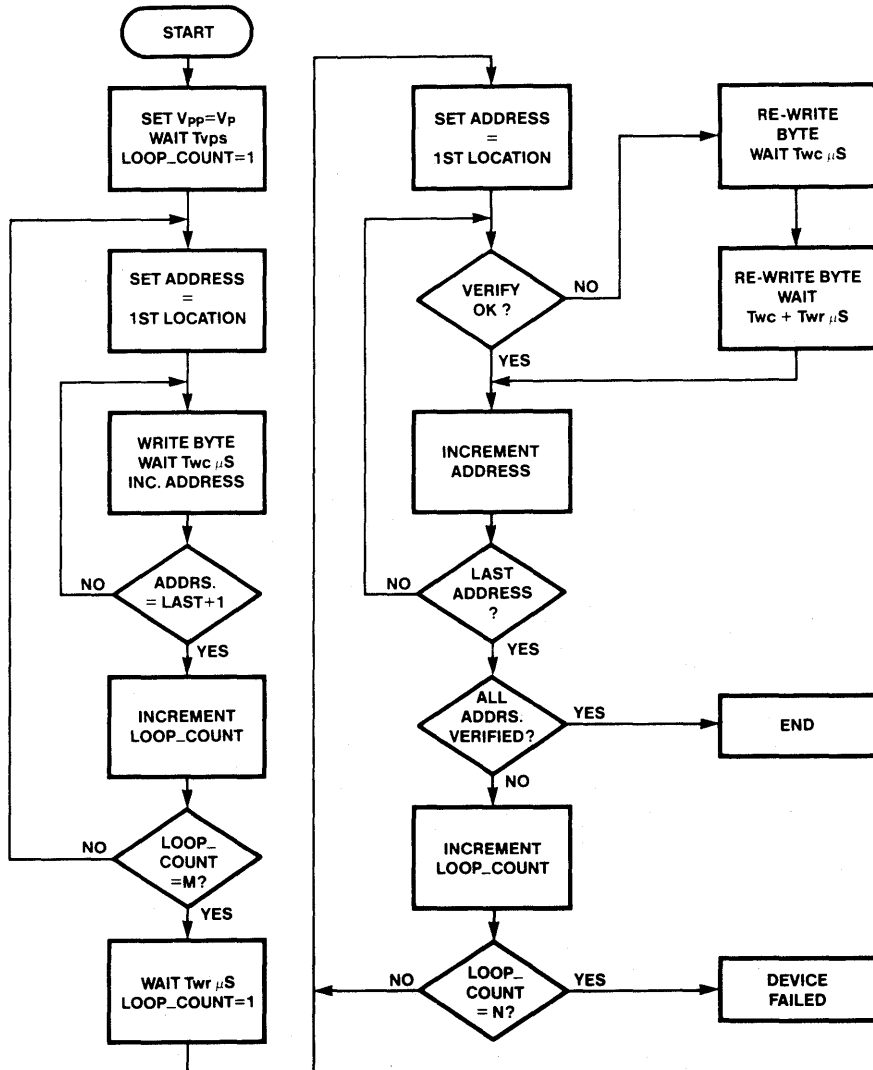 START
SET VPP=VP
WAIT Tvps
LOOP_COUNT=1
SET ADDRESS
=
1ST LOCATION
WRITE BYTE
WAIT Twc μS
INC. ADDRESS
ADDRS.
= LAST+1
NO
YES
INCREMENT
LOOP_COUNT
LOOP_
COUNT
=M?
NO
YES
WAIT Twr μS
LOOP_COUNT=1
SET ADDRESS
=
1ST LOCATION
VERIFY
OK ?
NO
YES
RE-WRITE
BYTE
WAIT Twc μS
RE-WRITE BYTE
WAIT
Twc + Twr μS
INCREMENT
ADDRESS
LAST
ADDRESS
?
NO
YES
ALL
ADDRS.
VERIFIED?
YES
NO
END
INCREMENT
LOOP_COUNT
LOOP_
COUNT
= N?
NO
YES
DEVICE
FAILED